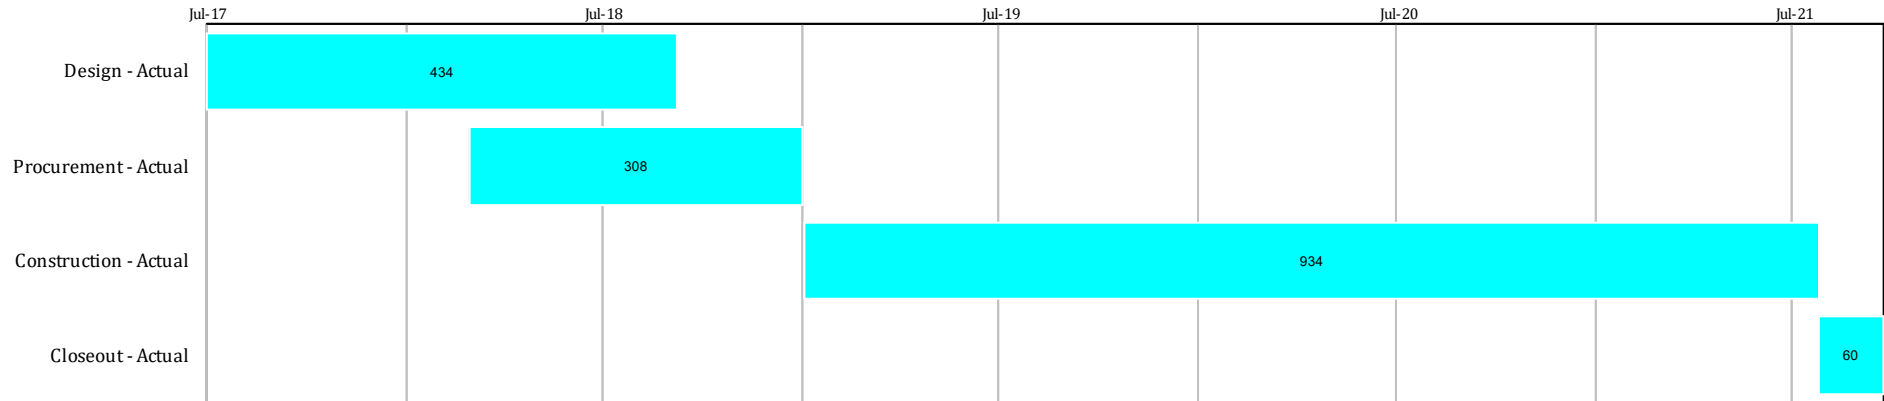 Jul-17 Jul-18 Jul-19 Jul-20 Jul-21
Design - Actual 434
Procurement - Actual 308
Construction - Actual 934
Closeout - Actual 60